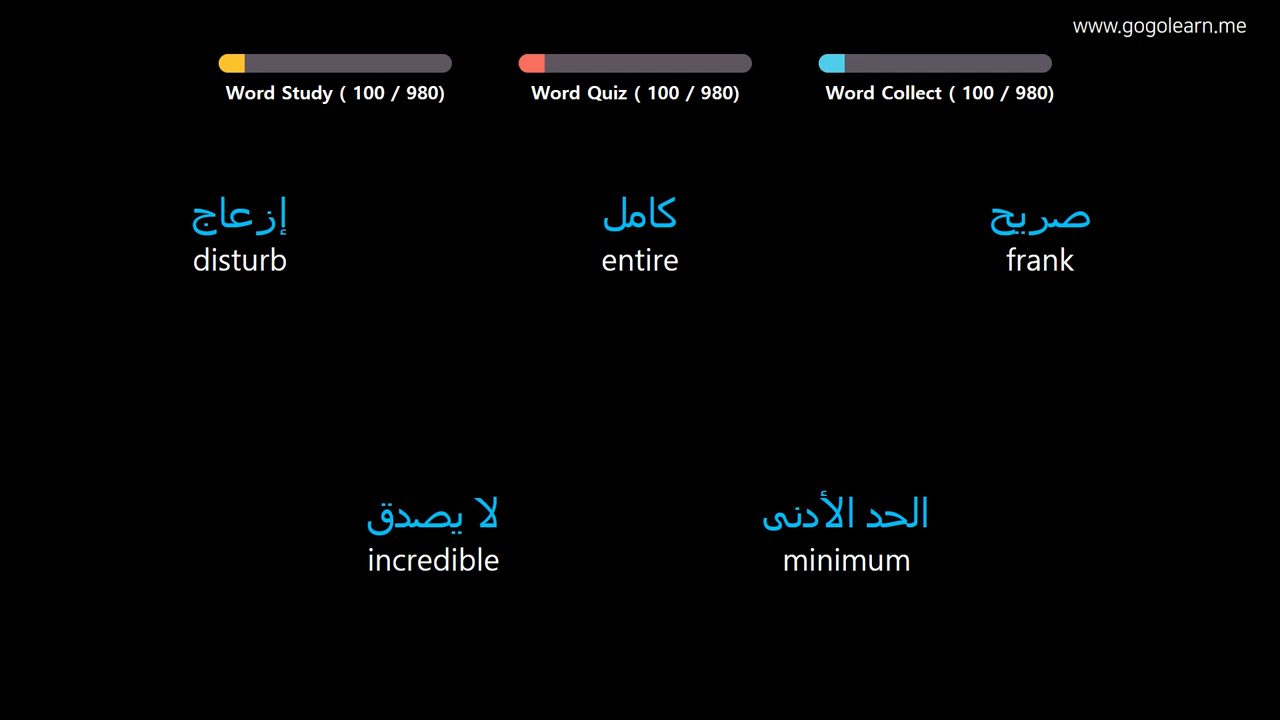 www.gogolearn.me
Word Study ( 100 / 980)
Word Quiz ( 100 / 980)
Word Collect ( 100 / 980)
إزعاج
disturb
كامل
entire
صريح
frank
لا يصدق
incredible
الحد الأدنى
minimum